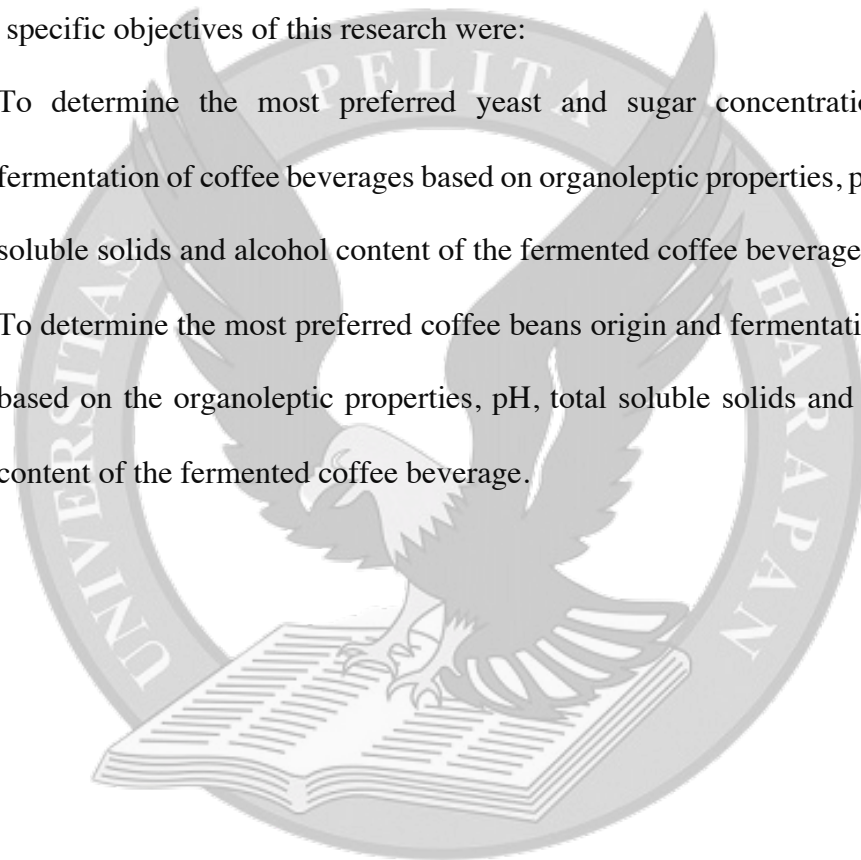 specific objectives of this research were:
To determine the most preferred yeast and sugar concentratio
fermentation of coffee beverages based on organoleptic properties, p
soluble solids and alcohol content of the fermented coffee beverage
To determine the most preferred coffee beans origin and fermentati
based on the organoleptic properties, pH, total soluble solids and
content of the fermented coffee beverage.
UNIVERSITAS PELITA HARAPAN